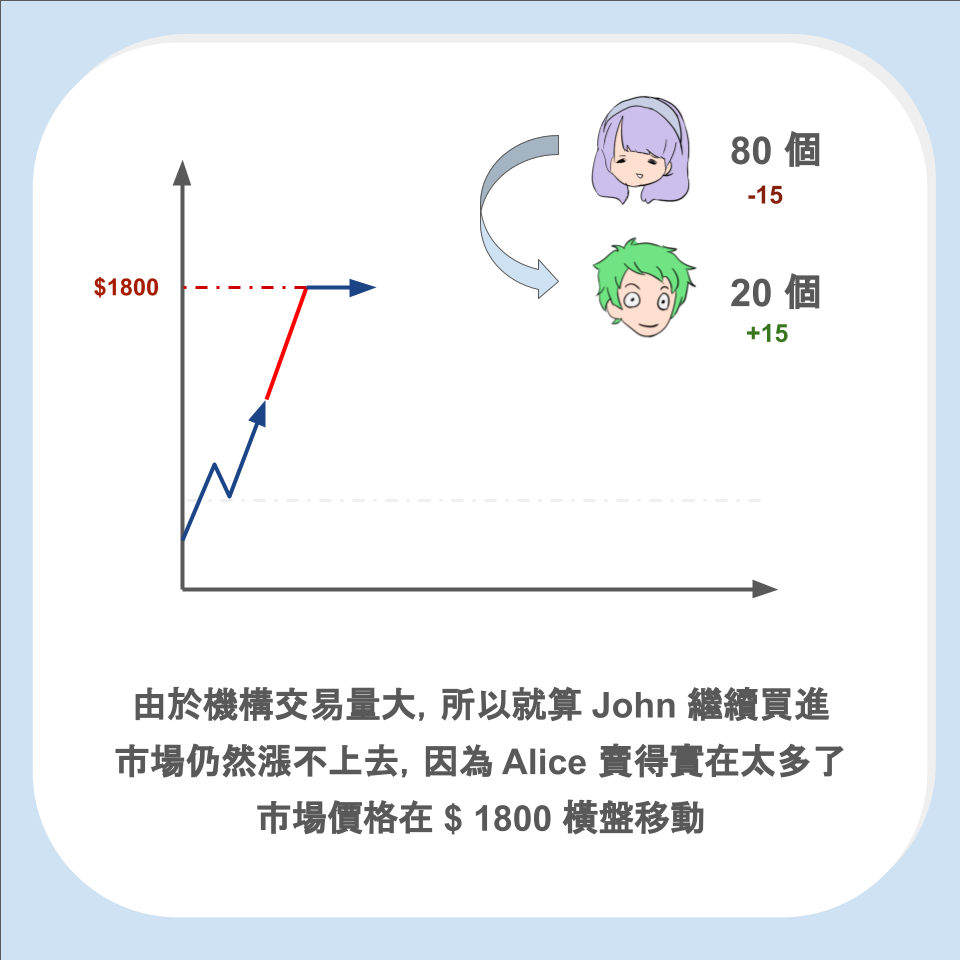 80 個
-15
$1800
20 個
+15
由於機構交易量大, 所以就算 John 繼續買進
市場仍然漲不上去, 因為 Alice 賣得實在太多了
市場價格在 $ 1800 橫盤移動